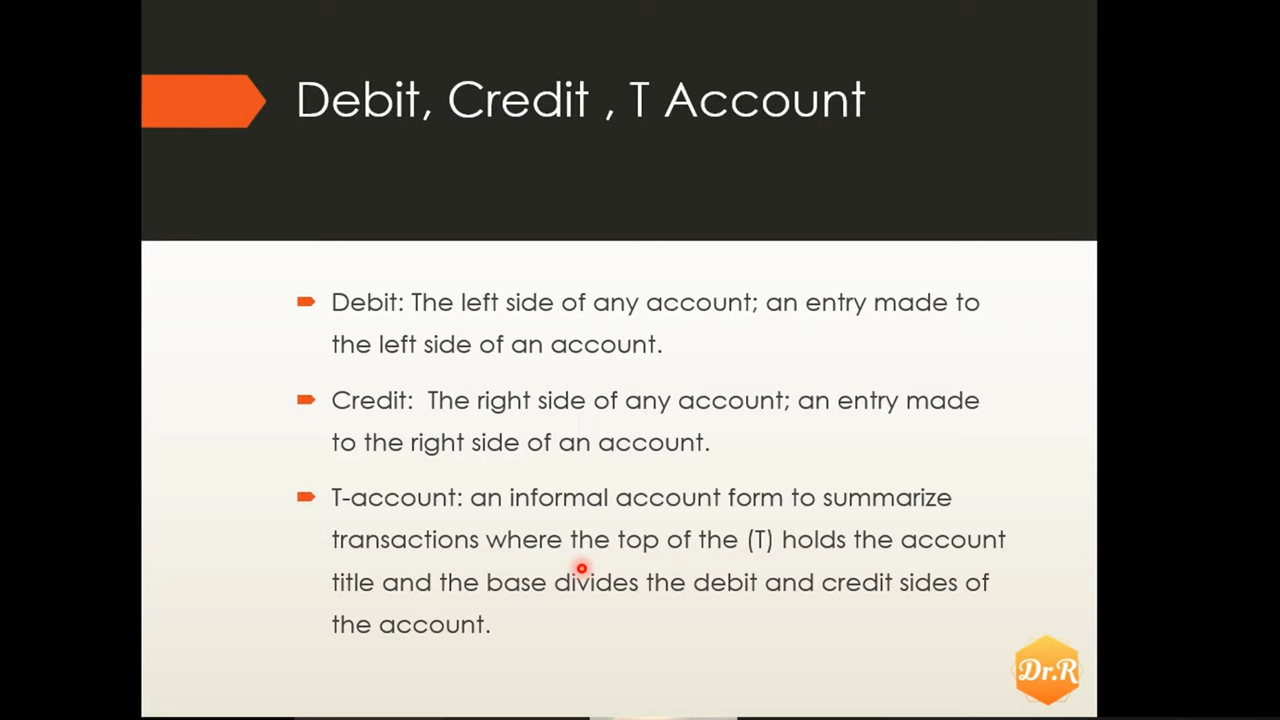 Debit, Credit , T Account
Debit: The left side of any account; an entry made to
the left side of an account.
Credit:  The right side of any account; an entry made
to the right side of an account.
T-account: an informal account form to summarize
transactions where the top of the (T) holds the account
title and the base divides the debit and credit sides of
the account.
Dr.R